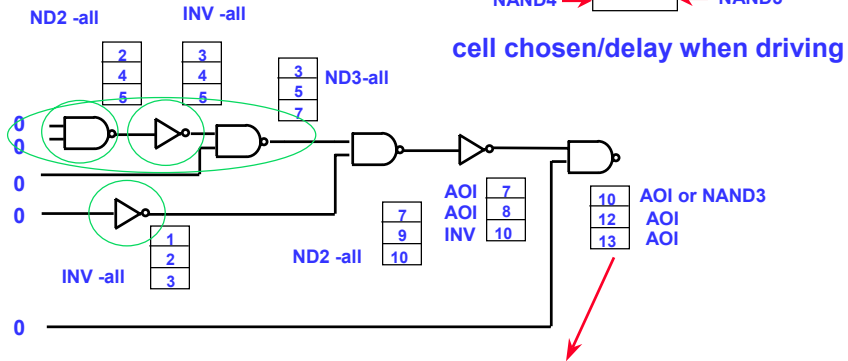 NAND4
ND2 -all
INV -all
cell chosen/delay when driving
2
4
5
3
4
5
3
5
7
ND3-all
0
0
0
0
1
2
3
INV -all
7
9
10
ND2 -all
AOI 7
AOI 8
INV 10
10 AOI or NAND3
12 AOI
13 AOI
0